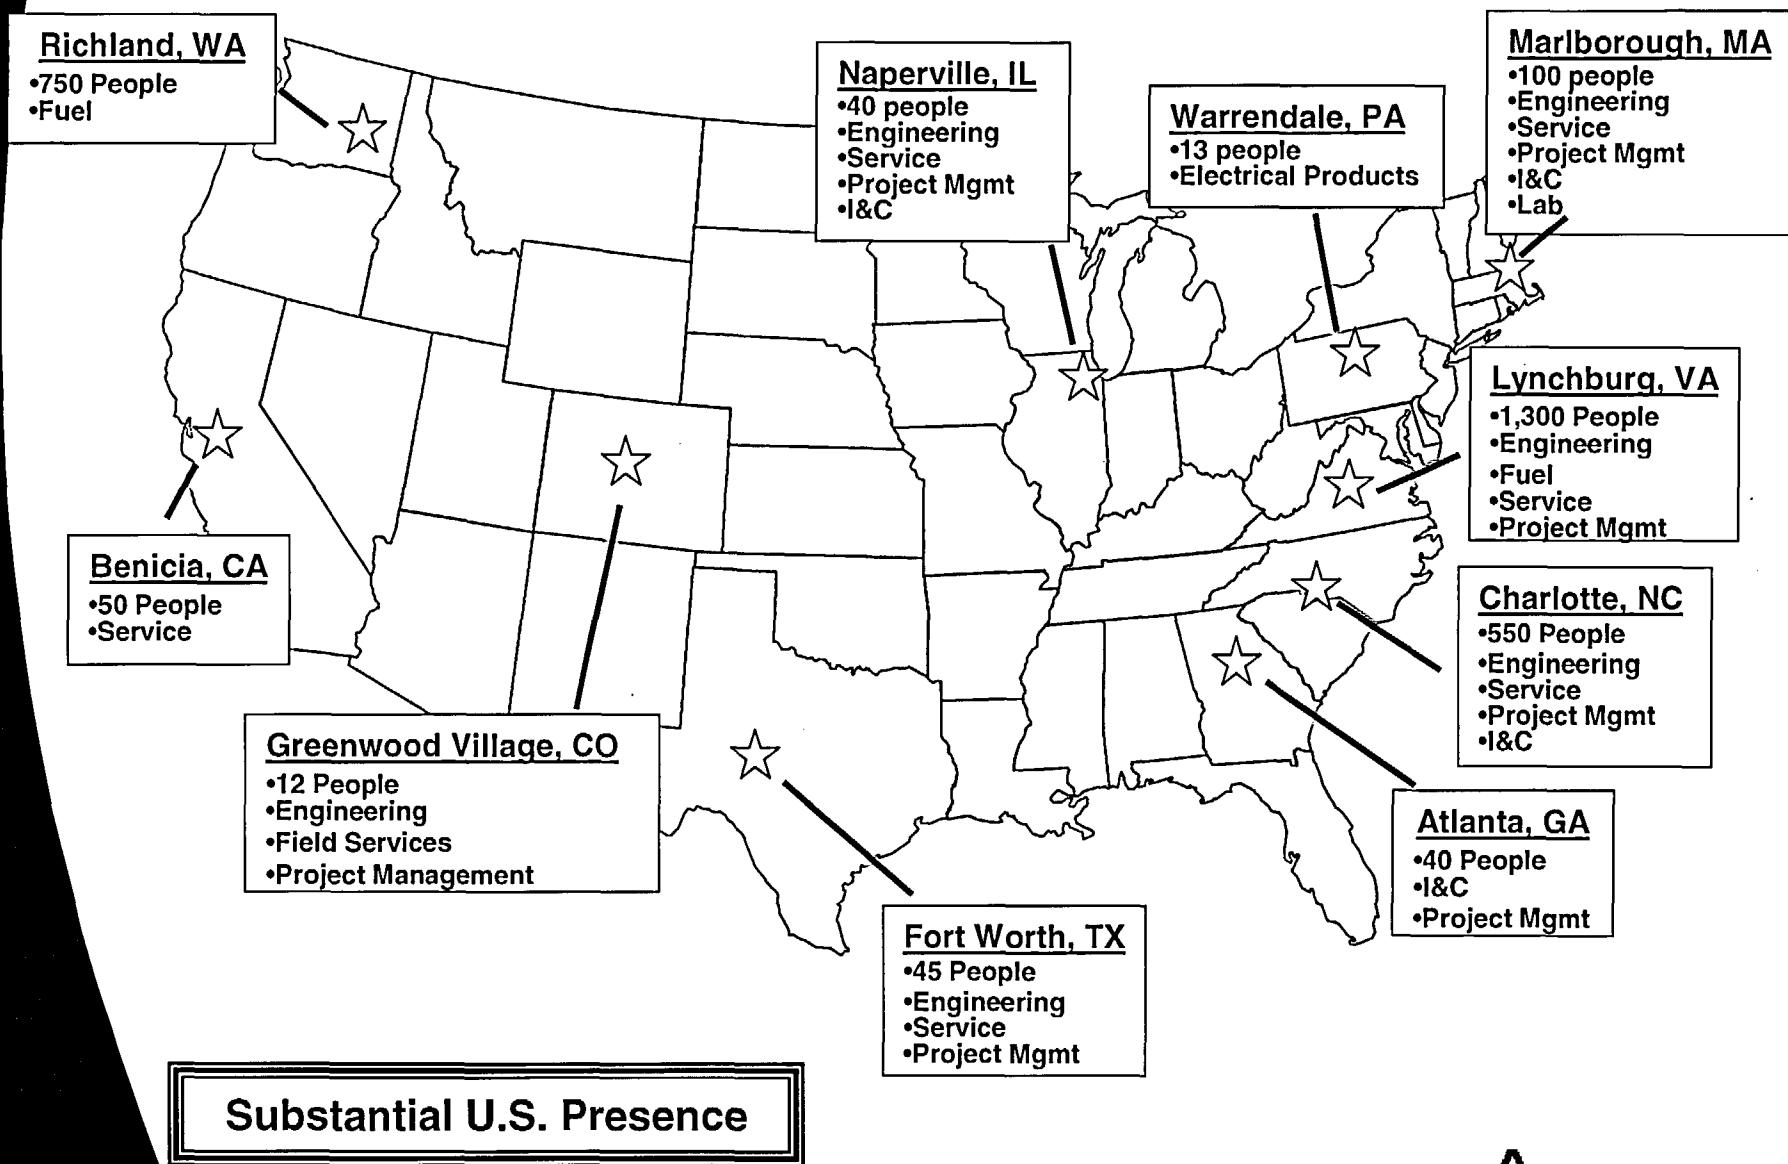 Richland, WA
•750 People
•Fuel
Naperville, IL
•40 people
•Engineering
•Service
•Project Mgmt
•I&C
Warrendale, PA
•13 people
•Electrical Products
Marlborough, MA
•100 people
•Engineering
•Service
•Project Mgmt
•I&C
•Lab
Lynchburg, VA
•1,300 People
•Engineering
•Fuel
•Service
•Project Mgmt
Benicia, CA
•50 People
•Service
Charlotte, NC
•550 People
•Engineering
•Service
•Project Mgmt
•I&C
Greenwood Village, CO
•12 People
•Engineering
•Field Services
•Project Management
Atlanta, GA
•40 People
•I&C
•Project Mgmt
Fort Worth, TX
•45 People
•Engineering
•Service
•Project Mgmt
Substantial U.S. Presence